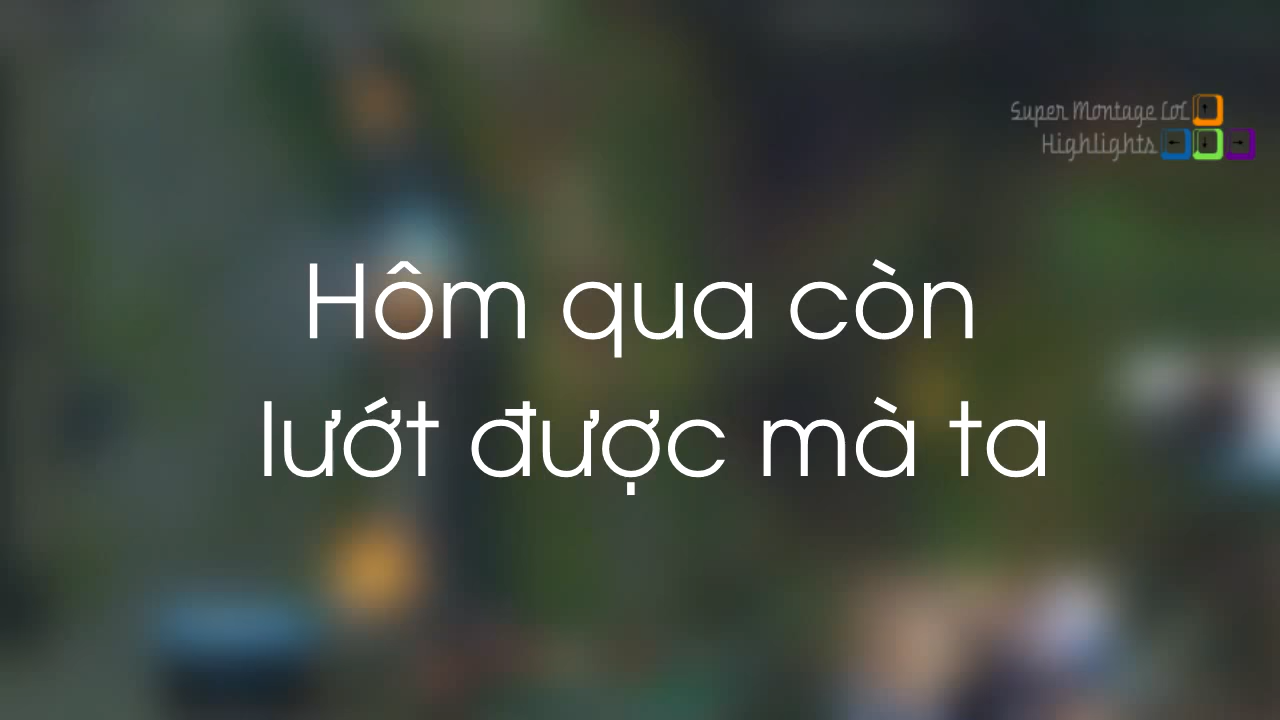 Super Montage LoL
Highlights
Hôm qua còn
lướt được mà ta